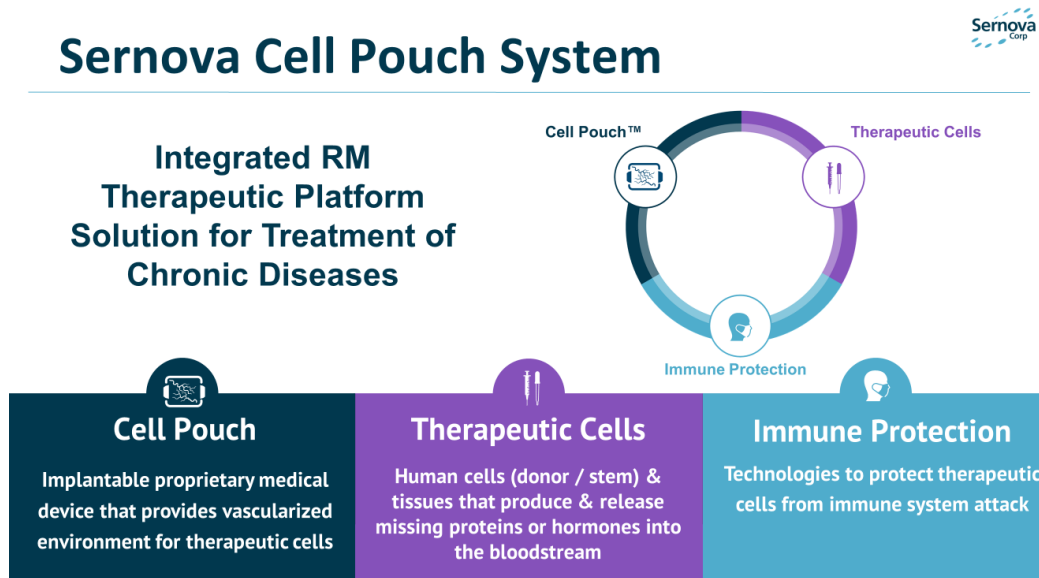 Sernova Cell Pouch System
Sernova
Corp
Integrated RM
Therapeutic Platform
Solution for Treatment of
Chronic Diseases
Cell Pouch™
Therapeutic Cells
Immune Protection
Cell Pouch
Implantable proprietary medical
device that provides vascularized
environment for therapeutic cells
Therapeutic Cells
Human cells (donor / stem) &
tissues that produce & release
missing proteins or hormones into
the bloodstream
Immune Protection
Technologies to protect therapeutic
cells from immune system attack